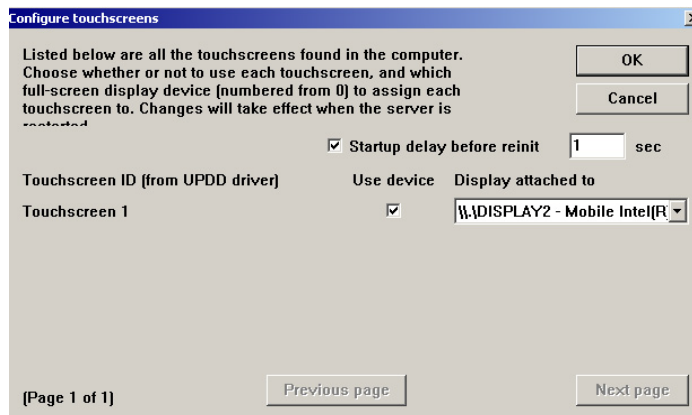 Configure touchscreens
Listed below are all the touchscreens found in the computer.
Choose whether or not to use each touchscreen, and which
full-screen display device (numbered from 0) to assign each
touchscreen to. Changes will take effect when the server is
OK
Cancel
Startup delay before reinit 1 sec
Touchscreen ID (from UPDD driver) Use device Display attached to
Touchscreen 1 \\.\DISPLAY2 - Mobile Intel(R
(Page 1 of 1) Previous page Next page